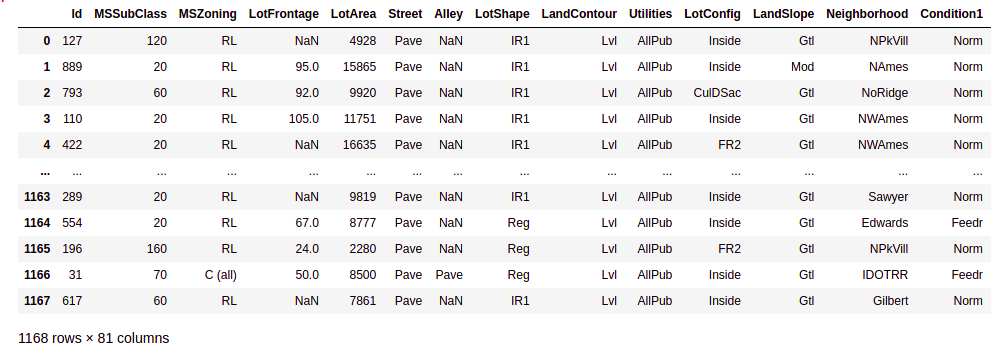 Id MSSubClass MSZoning LotFrontage LotArea Street Alley LotShape LandContour Utilities LotConfig LandSlope Neighborhood Condition1
0 127 120 RL NaN 4928 Pave NaN IR1 Lvl AllPub Inside Gtl NPkVill Norm
1 889 20 RL 95.0 15865 Pave NaN IR1 Lvl AllPub Inside Mod NAmes Norm
2 793 60 RL 92.0 9920 Pave NaN IR1 Lvl AllPub CulDSac Gtl NoRidge Norm
3 110 20 RL 105.0 11751 Pave NaN IR1 Lvl AllPub Inside Gtl NWAmes Norm
4 422 20 RL NaN 16635 Pave NaN IR1 Lvl AllPub FR2 Gtl NWAmes Norm
... ... ... ... ... ... ... ... ... ... ... ... ... ... ...
1163 289 20 RL NaN 9819 Pave NaN IR1 Lvl AllPub Inside Gtl Sawyer Norm
1164 554 20 RL 67.0 8777 Pave NaN Reg Lvl AllPub Inside Gtl Edwards Feedr
1165 196 160 RL 24.0 2280 Pave NaN Reg Lvl AllPub FR2 Gtl NPkVill Norm
1166 31 70 C (all) 50.0 8500 Pave Pave Reg Lvl AllPub Inside Gtl IDOTRR Feedr
1167 617 60 RL NaN 7861 Pave NaN IR1 Lvl AllPub Inside Gtl Gilbert Norm
1168 rows × 81 columns